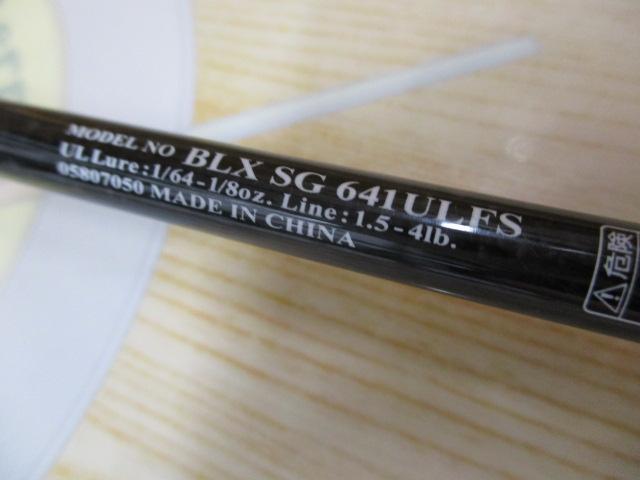 MODEL NO BLX SG 641ULFS
UL Lure:1/64-1/8oz. Line:1.5-4lb.
05807050 MADE IN CHINA
危険